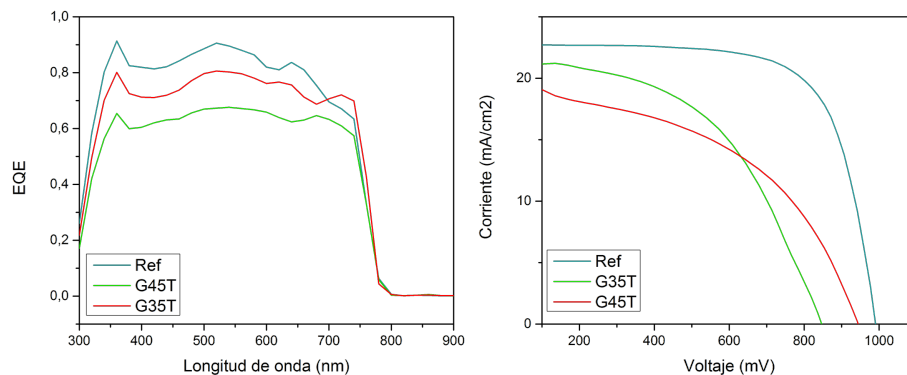 1,0
0,8
0,6
0,4
0,2
0,0
EQE
Ref
G45T
G35T
300 400 500 600 700 800 900
Longitud de onda (nm)
20
10
0
Corriente (mA/cm2)
Ref
G35T
G45T
200 400 600 800 1000
Voltaje (mV)